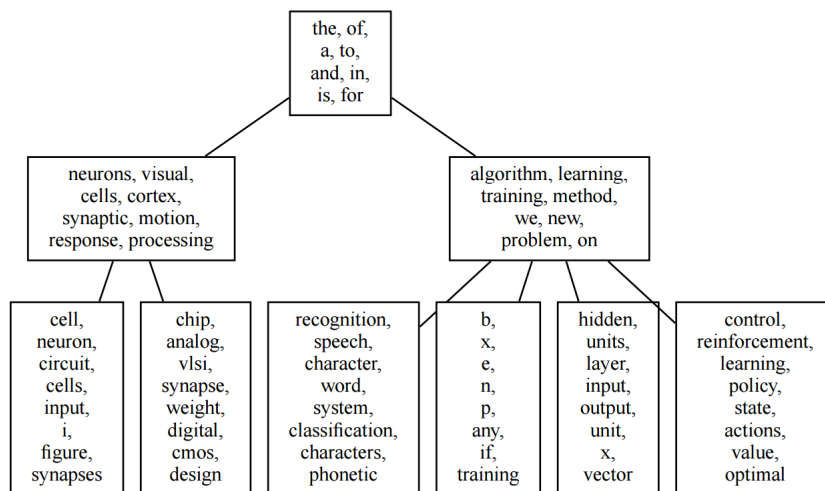 the, of,
a, to,
and, in,
is, for
neurons, visual,
cells, cortex,
synaptic, motion,
response, processing
algorithm, learning,
training, method,
we, new,
problem, on
cell,
neuron,
circuit,
cells,
input,
i,
figure,
synapses
chip,
analog,
vlsi,
synapse,
weight,
digital,
cmos,
design
recognition,
speech,
character,
word,
system,
classification,
characters,
phonetic
b,
x,
e,
n,
p,
any,
if,
training
hidden,
units,
layer,
input,
output,
unit,
x,
vector
control,
reinforcement,
learning,
policy,
state,
actions,
value,
optimal